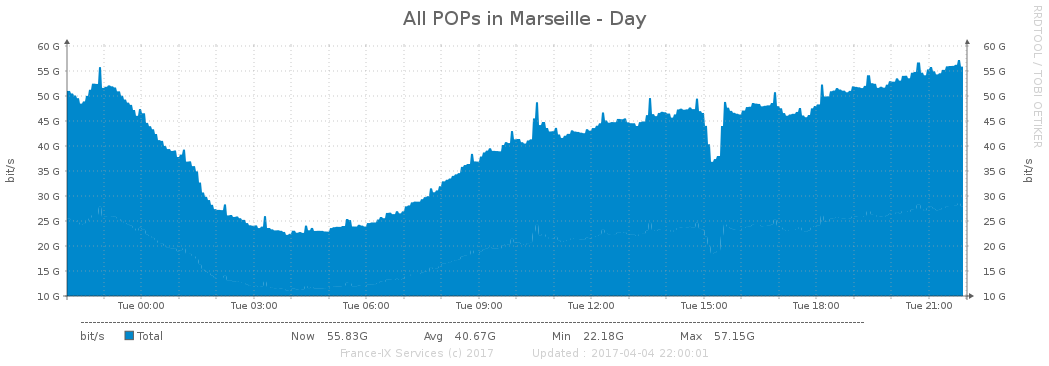 All POPs in Marseille - Day
RRDTOOL / TOBI OETIKER
60 G 60 G
55 G 55 G
50 G 50 G
45 G 45 G
40 G 40 G
35 G 35 G
30 G 30 G
25 G 25 G
20 G 20 G
15 G 15 G
10 G 10 G
bit/s bit/s
Tue 00:00 Tue 03:00 Tue 06:00 Tue 09:00 Tue 12:00 Tue 15:00 Tue 18:00 Tue 21:00
bit/s Total Now 55.83G Avg 40.67G Min 22.18G Max 57.15G
France-IX Services (c) 2017 Updated : 2017-04-04 22:00:01